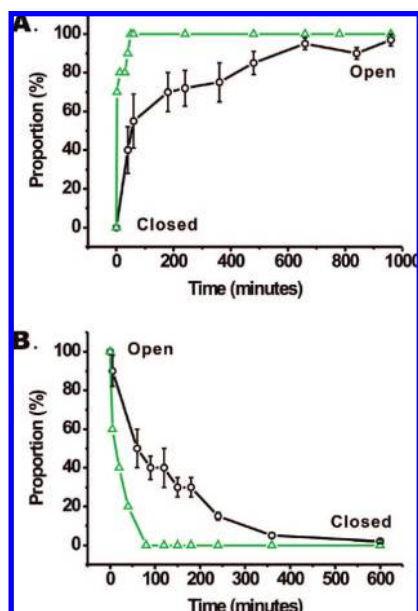 A.
100
80
60
40
20
0
Proportion (%)
Open
Closed
0 200 400 600 800 1000
Time (minutes)
B.
100
80
60
40
20
0
Proportion (%)
Open
Closed
0 100 200 300 400 500 600
Time (minutes)